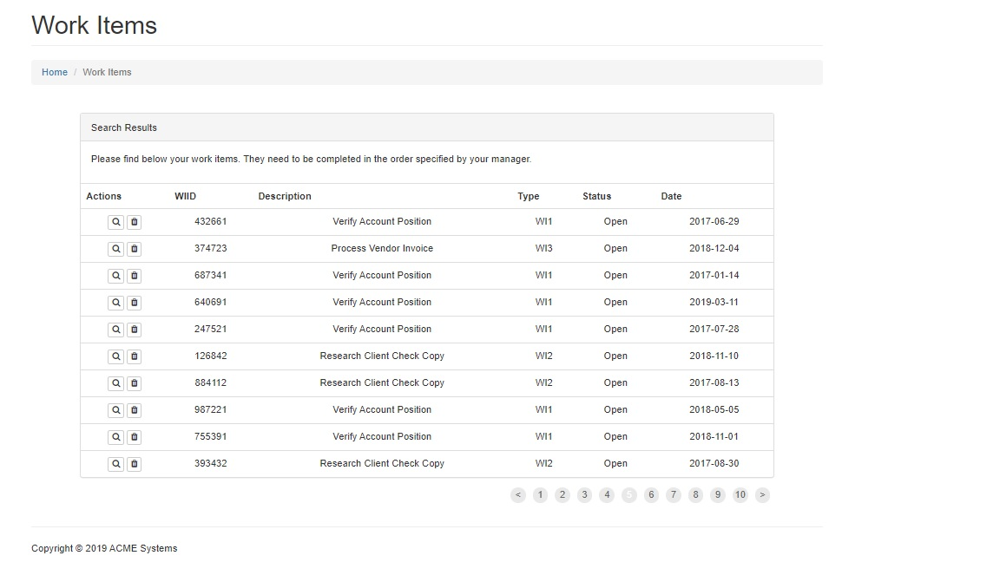 Work Items
Home / Work Items
Search Results
Please find below your work items. They need to be completed in the order specified by your manager.
Actions WIID Description Type Status Date
432661 Verify Account Position WI1 Open 2017-06-29
374723 Process Vendor Invoice WI3 Open 2018-12-04
687341 Verify Account Position WI1 Open 2017-01-14
640691 Verify Account Position WI1 Open 2019-03-11
247521 Verify Account Position WI1 Open 2017-07-28
126842 Research Client Check Copy WI2 Open 2018-11-10
884112 Research Client Check Copy WI2 Open 2017-08-13
987221 Verify Account Position WI1 Open 2018-05-05
755391 Verify Account Position WI1 Open 2018-11-01
393432 Research Client Check Copy WI2 Open 2017-08-30
< 1 2 3 4 5 6 7 8 9 10 >
Copyright © 2019 ACME Systems